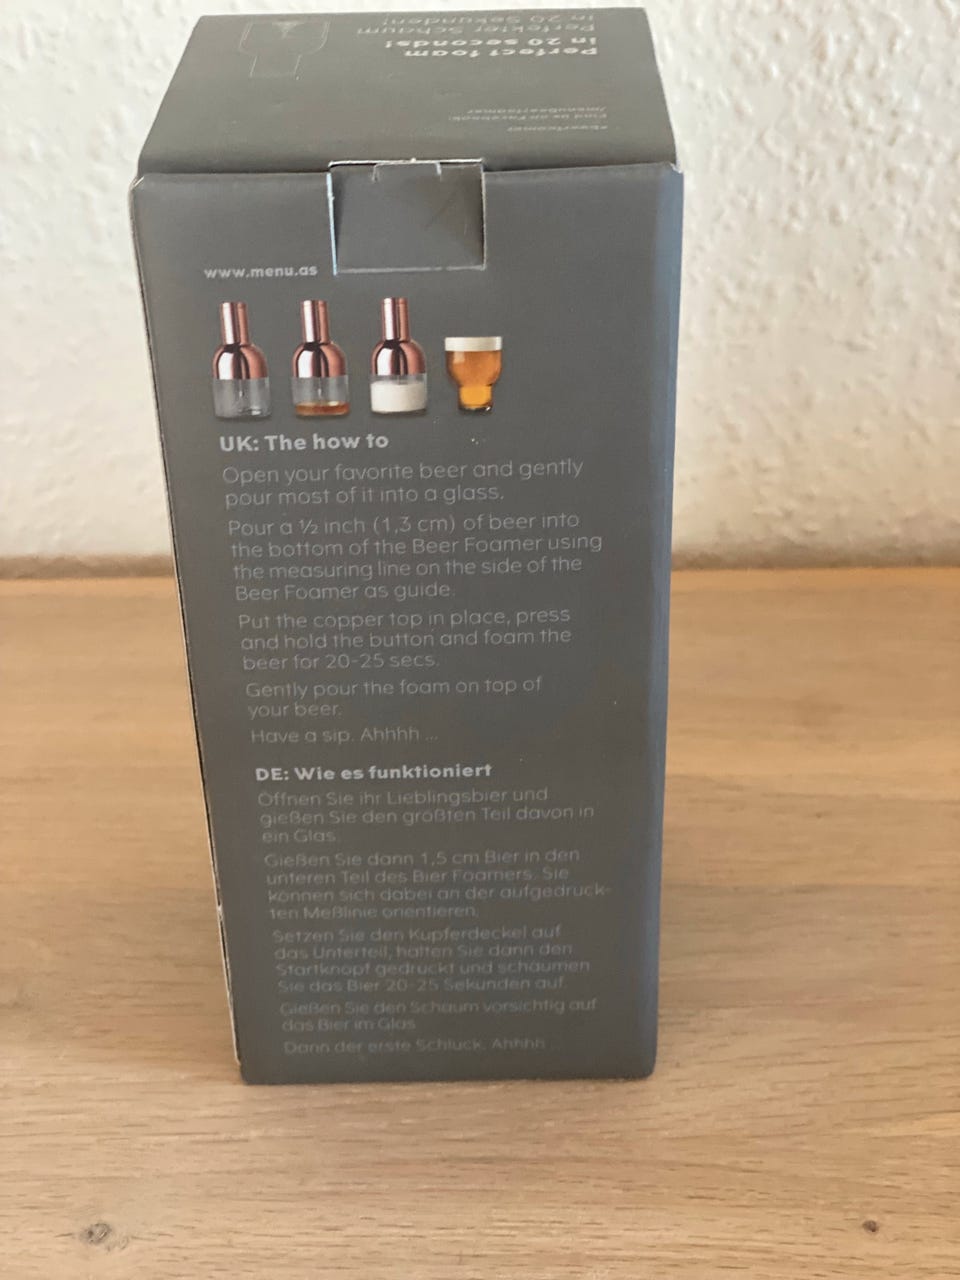 Perfect foam
in 20 seconds!
Perfekter Schaum
in 20 Sekunden!
#beerfoamer
Find us on Facebook:
/menubeerfoamer
www.menu.as
UK: The how to
Open your favorite beer and gently
pour most of it into a glass.
Pour a ½ inch (1,3 cm) of beer into
the bottom of the Beer Foamer using
the measuring line on the side of the
Beer Foamer as guide.
Put the copper top in place, press
and hold the button and foam the
beer for 20-25 secs.
Gently pour the foam on top of
your beer.
Have a sip. Ahhhh ...
DE: Wie es funktioniert
Öffnen Sie ihr Lieblingsbier und
gießen Sie den größten Teil davon in
ein Glas.
Gießen Sie dann 1,5 cm Bier in den
unteren Teil des Bier Foamers. Sie
können sich dabei an der aufgedruck-
ten Meßlinie orientieren.
Setzen Sie den Kupferdeckel auf
das Unterteil, halten Sie dann den
Startknopf gedruckt und schäumen
Sie das Bier 20-25 Sekunden auf.
Gießen Sie den Schaum vorsichtig auf
das Bier im Glas
Dann der erste Schluck. Ahhhh ...